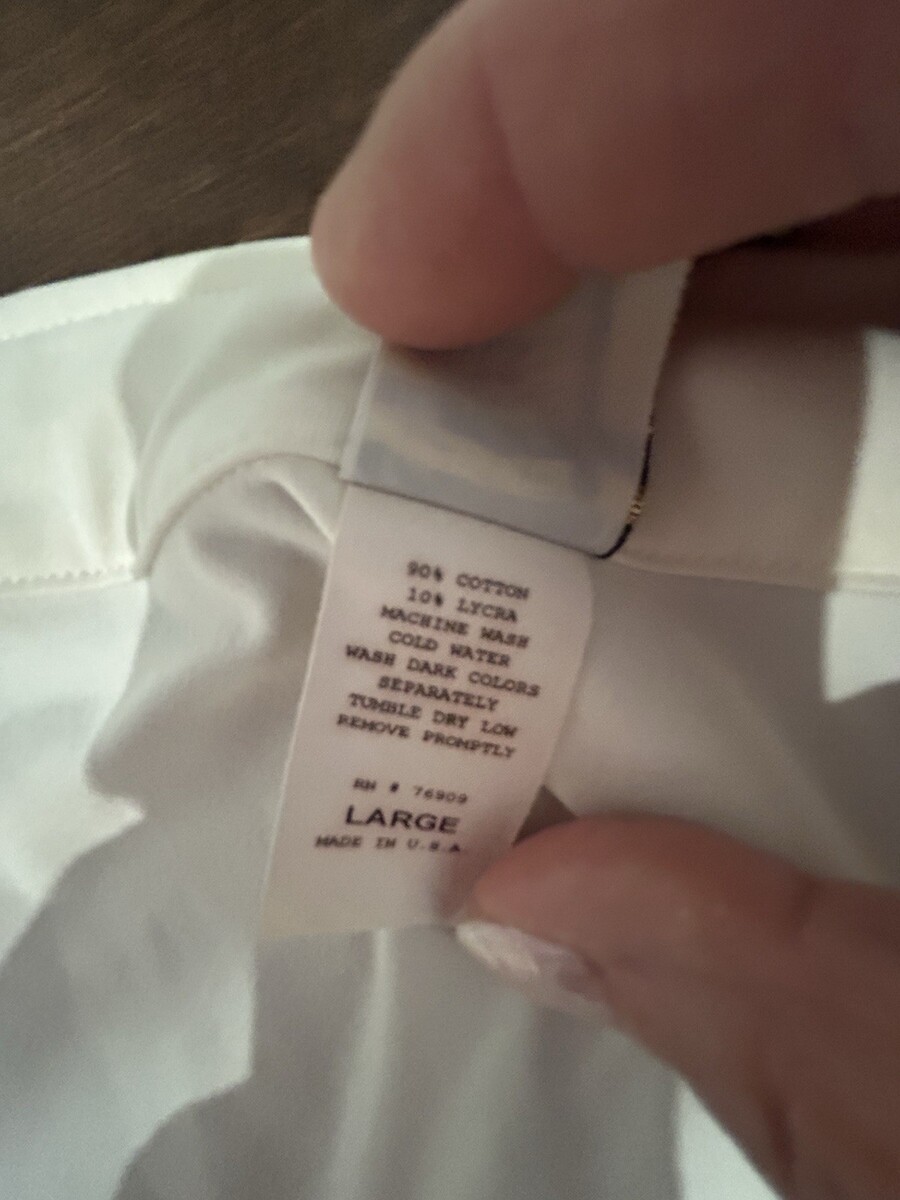 90% COTTON
10% LYCRA
MACHINE WASH
COLD WATER
WASH DARK COLORS
SEPARATELY
TUMBLE DRY LOW
REMOVE PROMPTLY
RN # 76909
LARGE
MADE IN U.S.A.